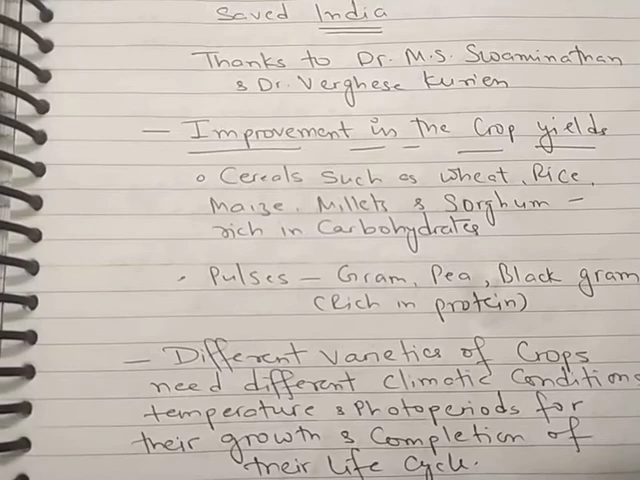 Saved India
Thanks to Dr. M.S. Swaminathan
& Dr. Verghese Kurien
— Improvement in the Crop yields
o Cereals such as wheat, Rice,
Maize, Millets & Sorghum –
rich in Carbohydrates
• Pulses – Gram, Pea, Black gram
(Rich in protein)
— Different varieties of Crops
need different climatic conditions
temperature & Photoperiods for
their growth & Completion of
their life cycle.